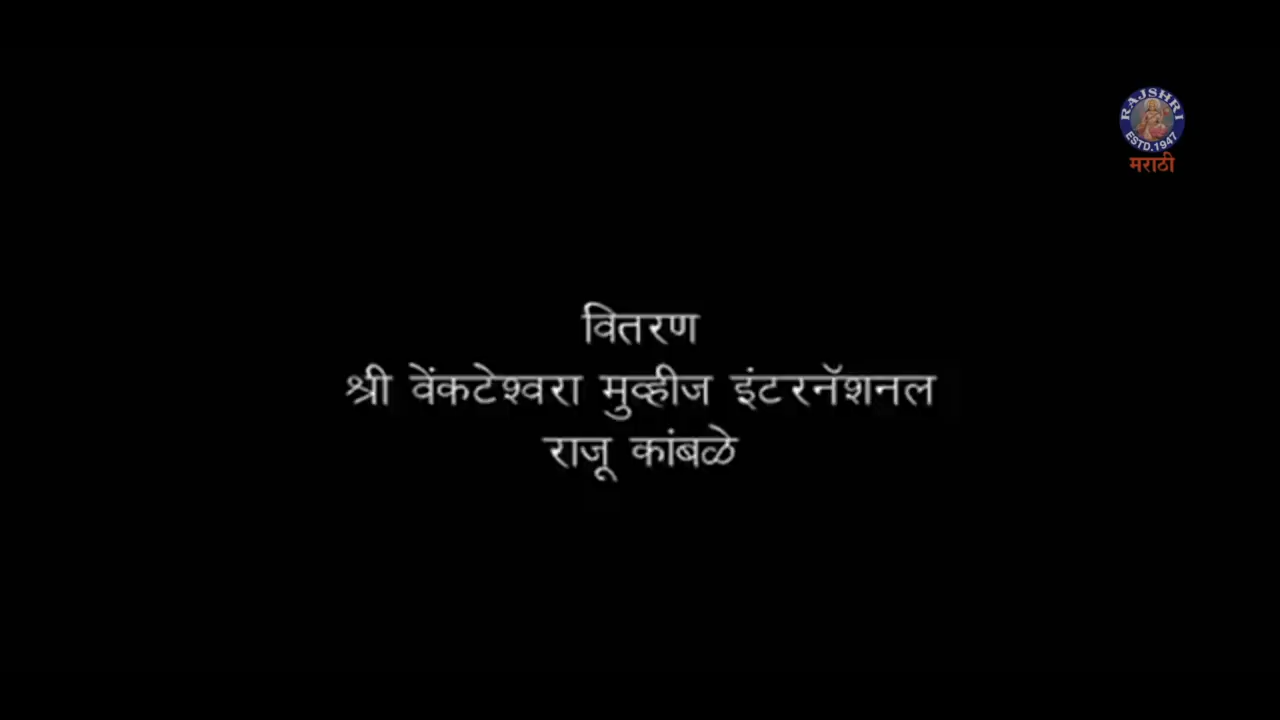 RAJSHRI
ESTD.1947
मराठी
वितरण
श्री वेंकटेश्वरा मुव्हीज इंटरनॅशनल
राजू कांबळे